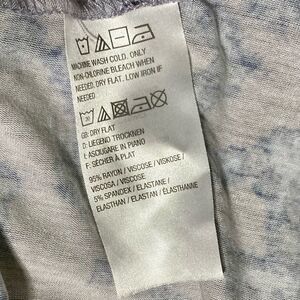 MACHINE WASH COLD. ONLY
NON-CHLORINE BLEACH WHEN
NEEDED. DRY FLAT. LOW IRON IF
NEEDED.
GB: DRY FLAT
D: LIEGEND TROCKNEN
I: ASCIUGARE IN PIANO
F: SÉCHER À PLAT
95% RAYON / VISCOSE / VISKOSE /
VISCOSA / VISCOSE
5% SPANDEX / ELASTANE /
ELASTHAN / ELASTAN / ÉLASTHANNE